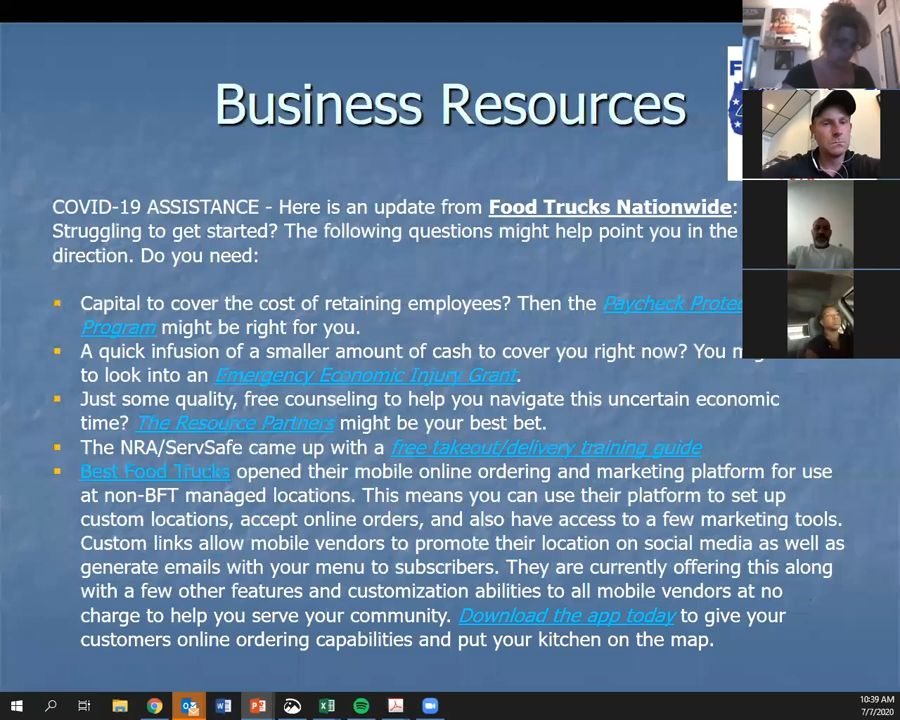 Business Resources
F
COVID-19 ASSISTANCE - Here is an update from Food Trucks Nationwide:
Struggling to get started? The following questions might help point you in the
direction. Do you need:
Capital to cover the cost of retaining employees? Then the Paycheck
Program might be right for you.
A quick infusion of a smaller amount of cash to cover you right now? You
to look into an Emergency Economic Injury Grant.
Just some quality, free counseling to help you navigate this uncertain economic
time? The Resource Partners might be your best bet.
The NRA/ServSafe came up with a free takeout/delivery training guide
Best Food Trucks opened their mobile online ordering and marketing platform for use
at non-BFT managed locations. This means you can use their platform to set up
custom locations, accept online orders, and also have access to a few marketing tools.
Custom links allow mobile vendors to promote their location on social media as well as
generate emails with your menu to subscribers. They are currently offering this along
with a few other features and customization abilities to all mobile vendors at no
charge to help you serve your community. Download the app today to give your
customers online ordering capabilities and put your kitchen on the map.
10:39 AM
7/7/2020